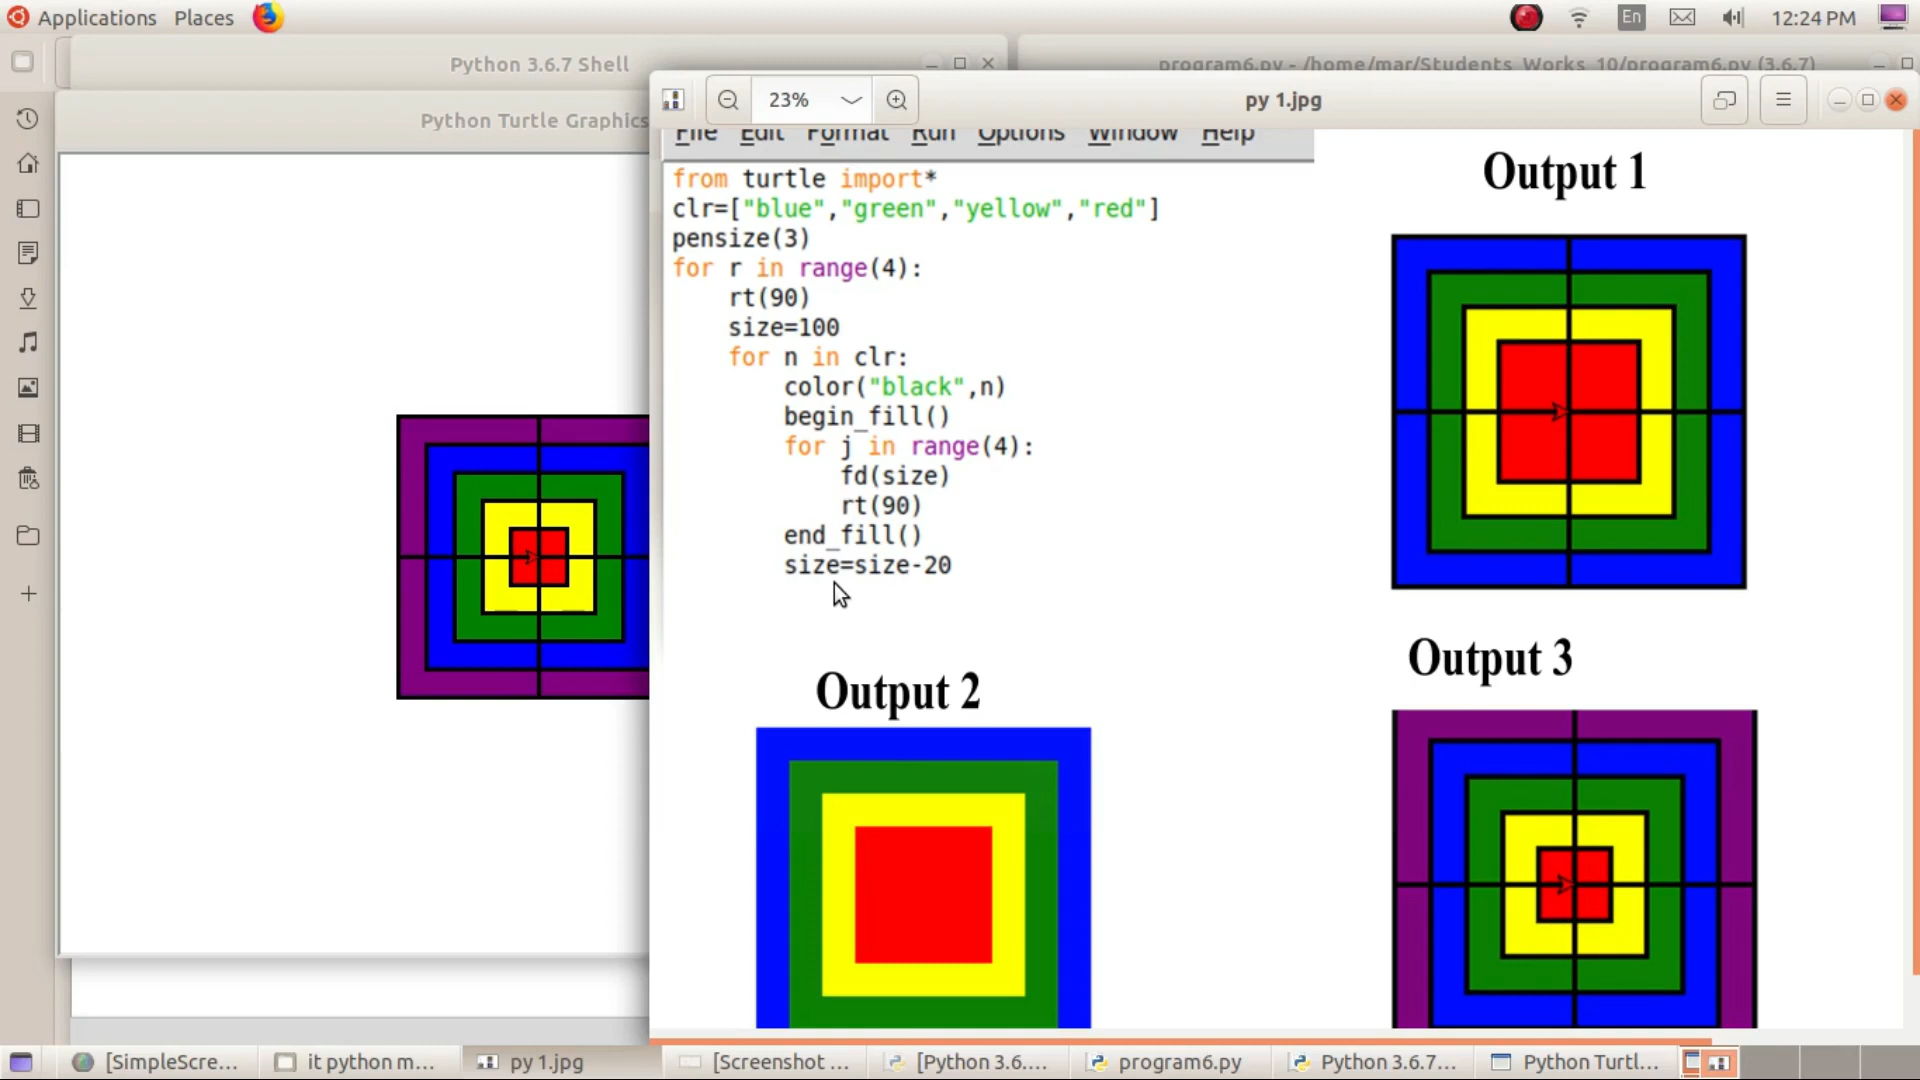 Applications Places
En 12:24 PM
Python 3.6.7 Shell
program6.py - /home/mar/Students_Works_10/program6.py (3.6.7)
Python Turtle Graphics
23%
py 1.jpg
File Edit Format Run Options Window Help
from turtle import*
clr=["blue","green","yellow","red"]
pensize(3)
for r in range(4):
    rt(90)
    size=100
    for n in clr:
        color("black",n)
        begin_fill()
        for j in range(4):
            fd(size)
            rt(90)
        end_fill()
        size=size-20
Output 1
Output 2
Output 3
[SimpleScre... it python m... py 1.jpg [Screenshot ... [Python 3.6.... program6.py Python 3.6.7... Python Turtl...